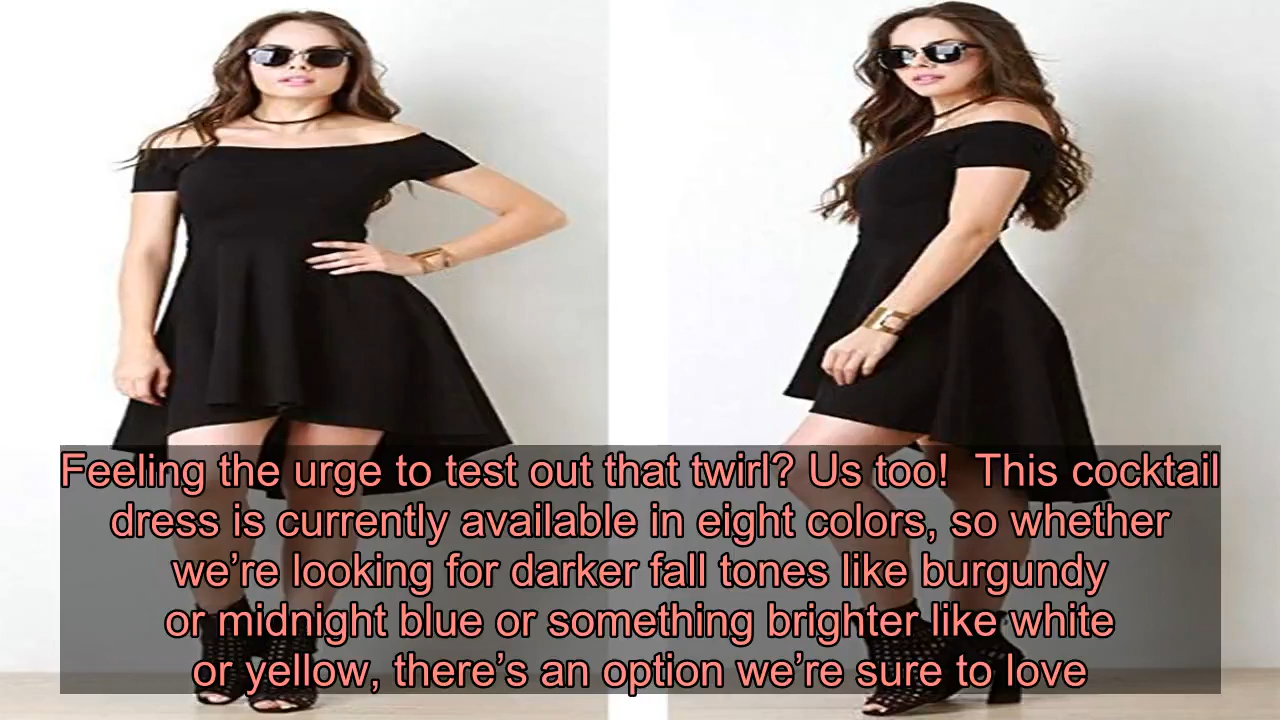 Feeling the urge to test out that twirl? Us too!  This cocktail
dress is currently available in eight colors, so whether
we’re looking for darker fall tones like burgundy
or midnight blue or something brighter like white
or yellow, there’s an option we’re sure to love